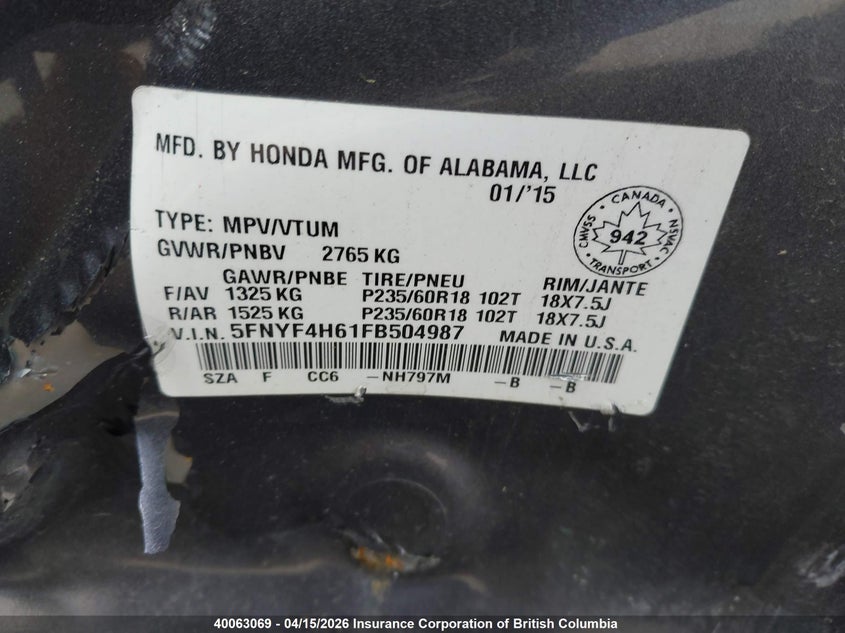 MFD. BY HONDA MFG. OF ALABAMA, LLC
01/'15
TYPE: MPV/VTUM
GVWR/PNBV 2765 KG
GAWR/PNBE TIRE/PNEU RIM/JANTE
F/AV 1325 KG P235/60R18 102T 18X7.5J
R/AR 1525 KG P235/60R18 102T 18X7.5J
V.I.N. 5FNYF4H61FB504987 MADE IN U.S.A.
SZA F CC6 -NH797M -B -B
CANADA
CMVSS 942 NSVAC
TRANSPORT
40063069 - 04/15/2026 Insurance Corporation of British Columbia